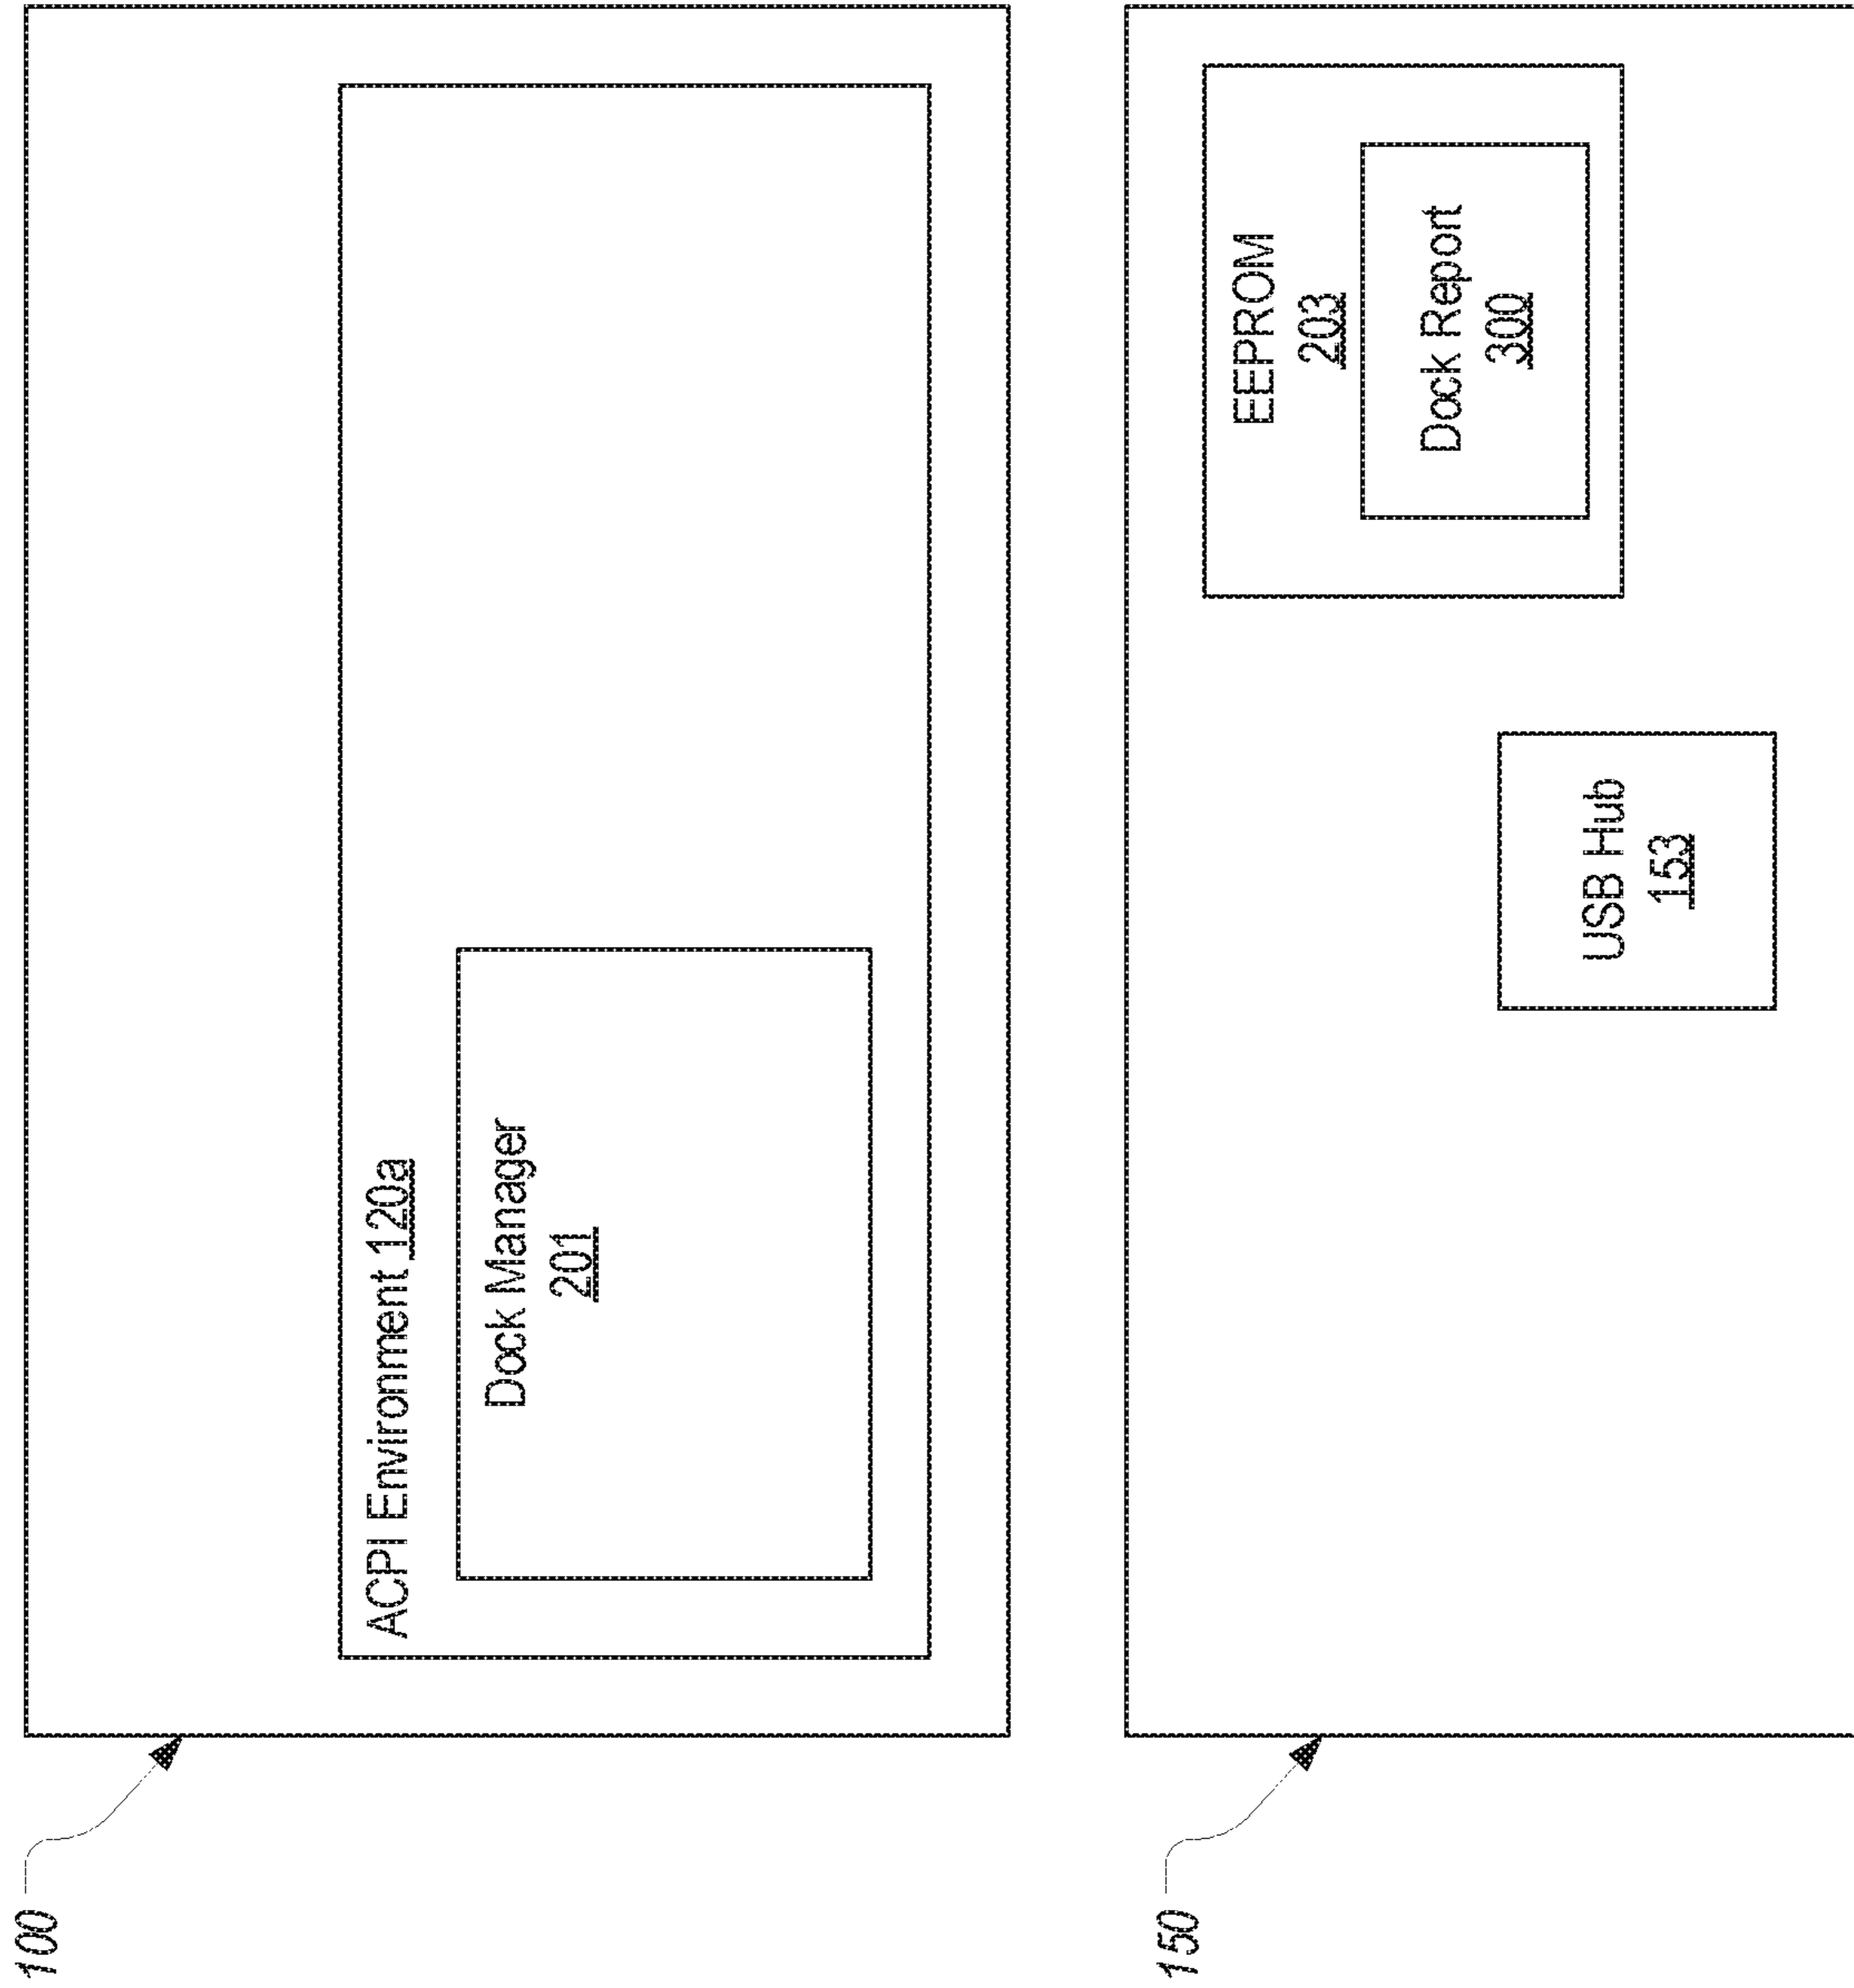 100
ACPI Environment 120a
Dock Manager
201
150
EEPROM
203
Dock Report
300
USB Hub
153